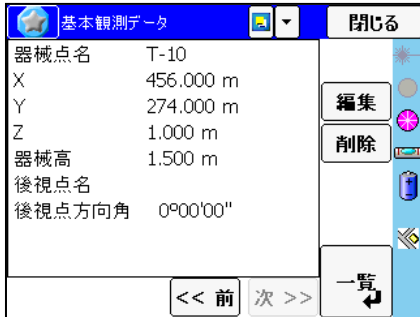 基本観測データ
閉じる
器械点名 T-10
X 456.000 m
Y 274.000 m
Z 1.000 m
器械高 1.500 m
後視点名
後視点方向角 0°00'00"
編集
削除
一覧
<< 前
次 >>